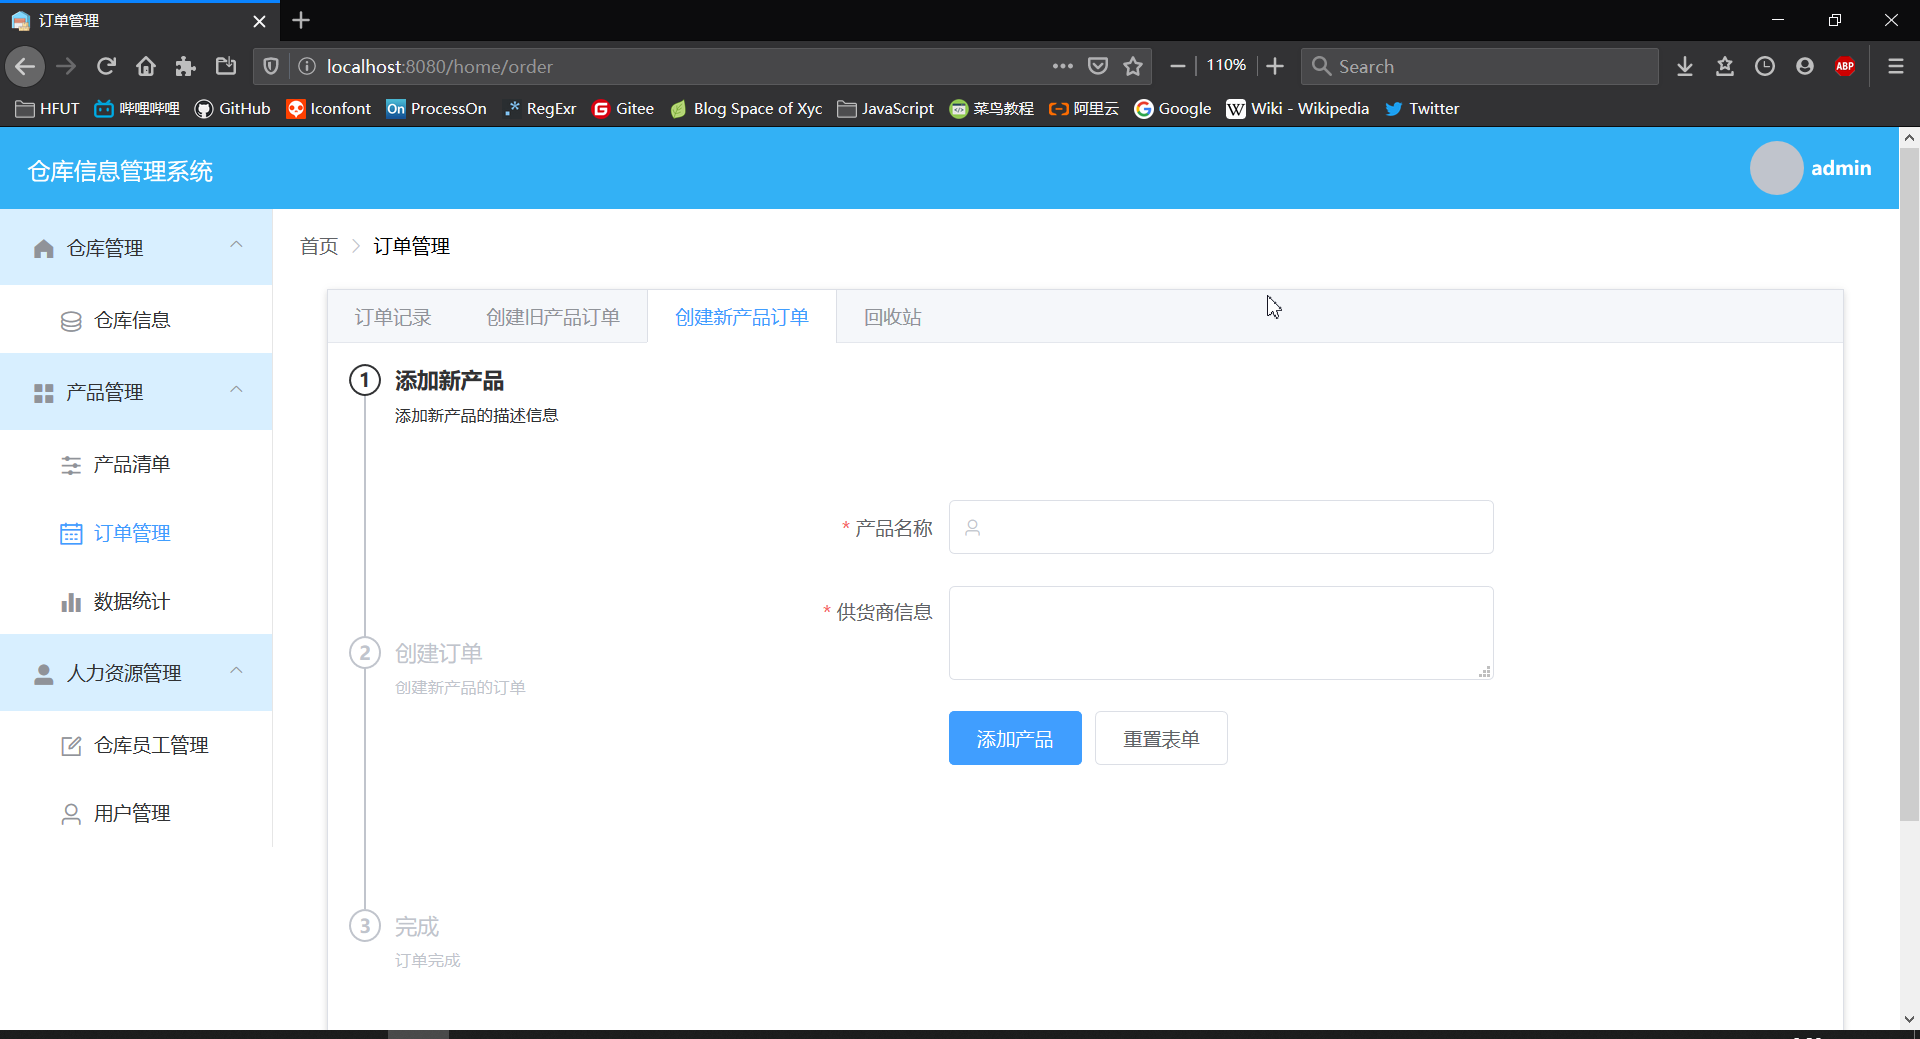 订单管理
localhost:8080/home/order
110%
Search
ABP
HFUT
哔哩哔哩
GitHub
Iconfont
On ProcessOn
RegExr
Gitee
Blog Space of Xyc
JavaScript
菜鸟教程
阿里云
Google
W Wiki - Wikipedia
Twitter
仓库信息管理系统
admin
仓库管理
仓库信息
产品管理
产品清单
订单管理
数据统计
人力资源管理
仓库员工管理
用户管理
首页
订单管理
订单记录
创建旧产品订单
创建新产品订单
回收站
1 添加新产品
添加新产品的描述信息
* 产品名称
* 供货商信息
添加产品
重置表单
2 创建订单
创建新产品的订单
3 完成
订单完成